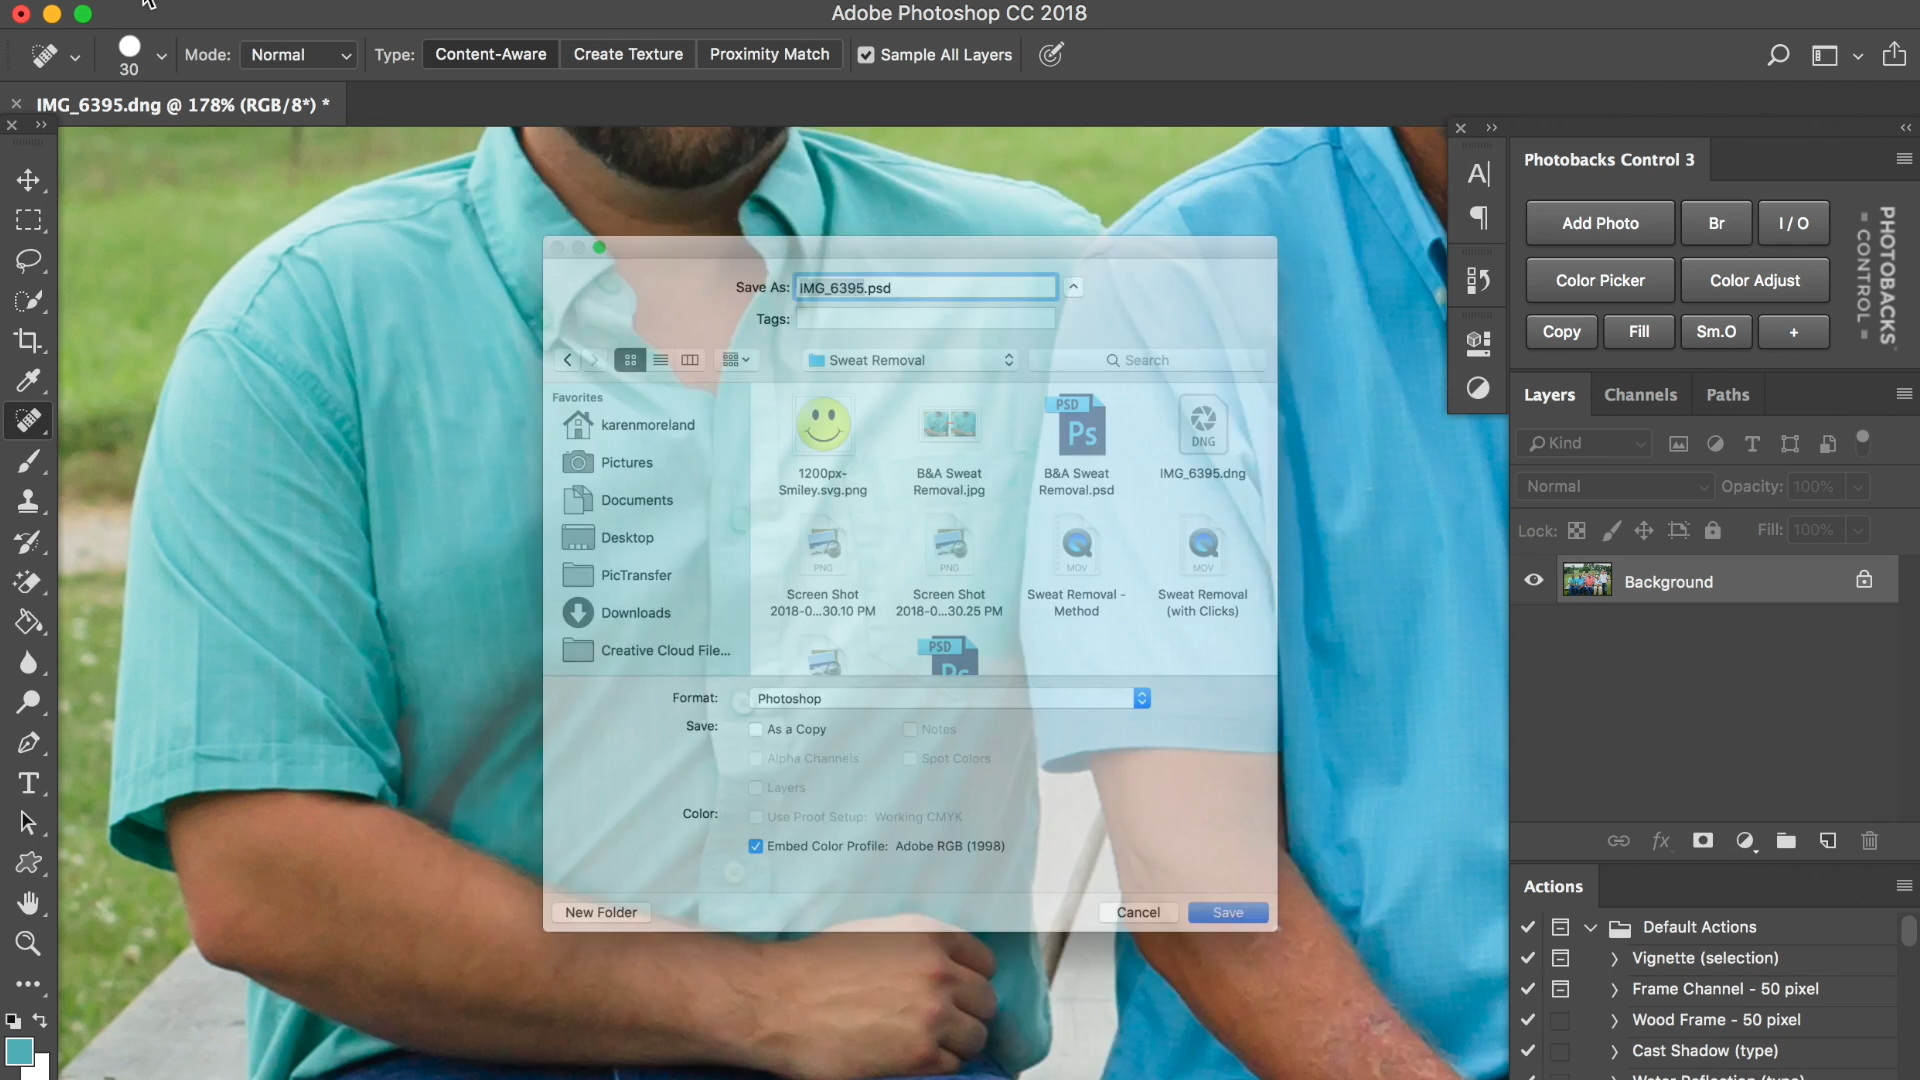 Adobe Photoshop CC 2018
30
Mode: Normal
Type: Content-Aware Create Texture Proximity Match
Sample All Layers
IMG_6395.dng @ 178% (RGB/8*) *
Save As: IMG_6395.psd
Tags:
Sweat Removal
Search
Favorites
karenmoreland
Pictures
Documents
Desktop
PicTransfer
Downloads
Creative Cloud File...
PSD
Ps
DNG
1200px-
Smiley.svg.png
B&A Sweat
Removal.jpg
B&A Sweat
Removal.psd
IMG_6395.dng
PNG
PNG
MOV
MOV
Screen Shot
2018-0...30.10 PM
Screen Shot
2018-0...30.25 PM
Sweat Removal -
Method
Sweat Removal
(with Clicks)
PSD
Format: Photoshop
Save: As a Copy
Notes
Alpha Channels
Spot Colors
Layers
Color: Use Proof Setup: Working CMYK
Embed Color Profile: Adobe RGB (1998)
New Folder
Cancel
Save
Photobacks Control 3
Add Photo
Br
I / O
Color Picker
Color Adjust
Copy
Fill
Sm.O
+
PHOTOBACKS
= CONTROL =
Layers
Channels
Paths
Kind
Normal
Opacity: 100%
Lock:
Fill: 100%
Background
fx
Actions
Default Actions
Vignette (selection)
Frame Channel - 50 pixel
Wood Frame - 50 pixel
Cast Shadow (type)
Water Reflection (type)